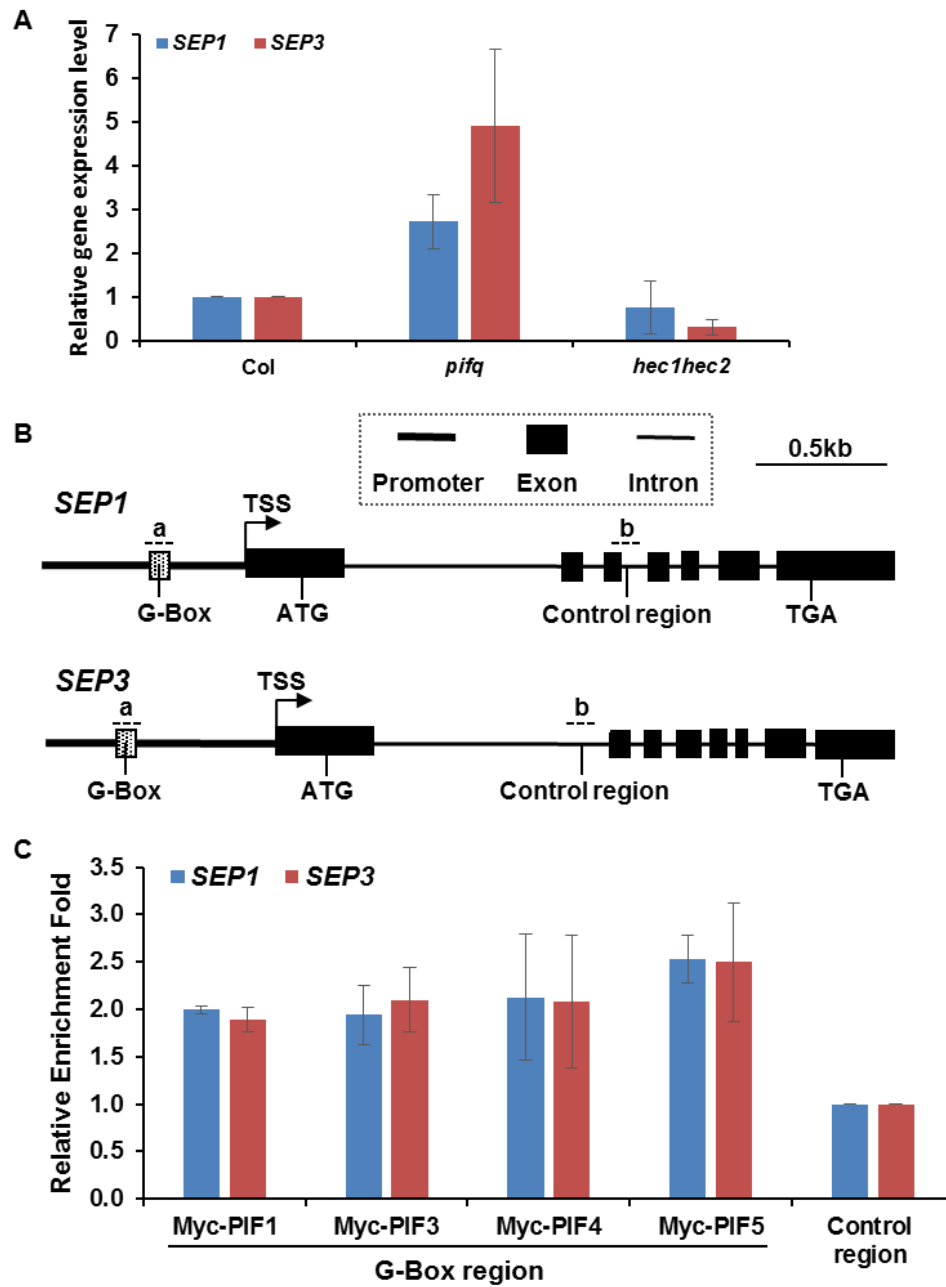 A
SEP1 SEP3
Relative gene expression level
7
6
5
4
3
2
1
0
Col pifq hec1hec2
B
Promoter Exon Intron
0.5kb
SEP1
TSS
a
b
G-Box
ATG
Control region
TGA
SEP3
TSS
a
b
G-Box
ATG
Control region
TGA
C
SEP1 SEP3
Relative Enrichment Fold
3.5
3.0
2.5
2.0
1.5
1.0
0.5
0.0
Myc-PIF1 Myc-PIF3 Myc-PIF4 Myc-PIF5 Control
region
G-Box region